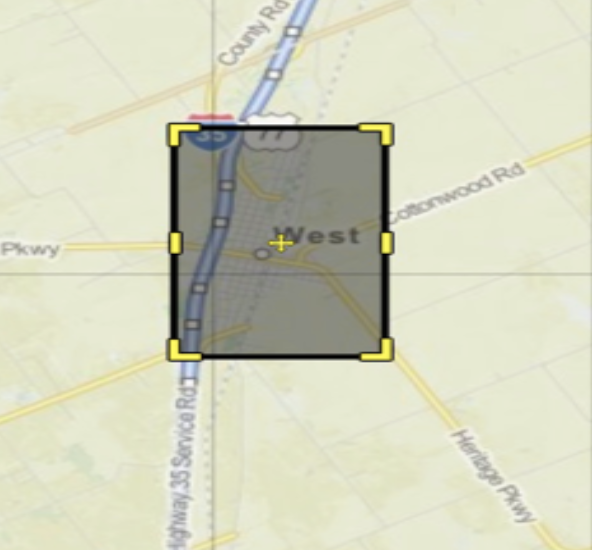 County Rd
35
77
Cottonwood Rd
West
Pkwy
Highway 35 Service Rd
Heritage Pkwy